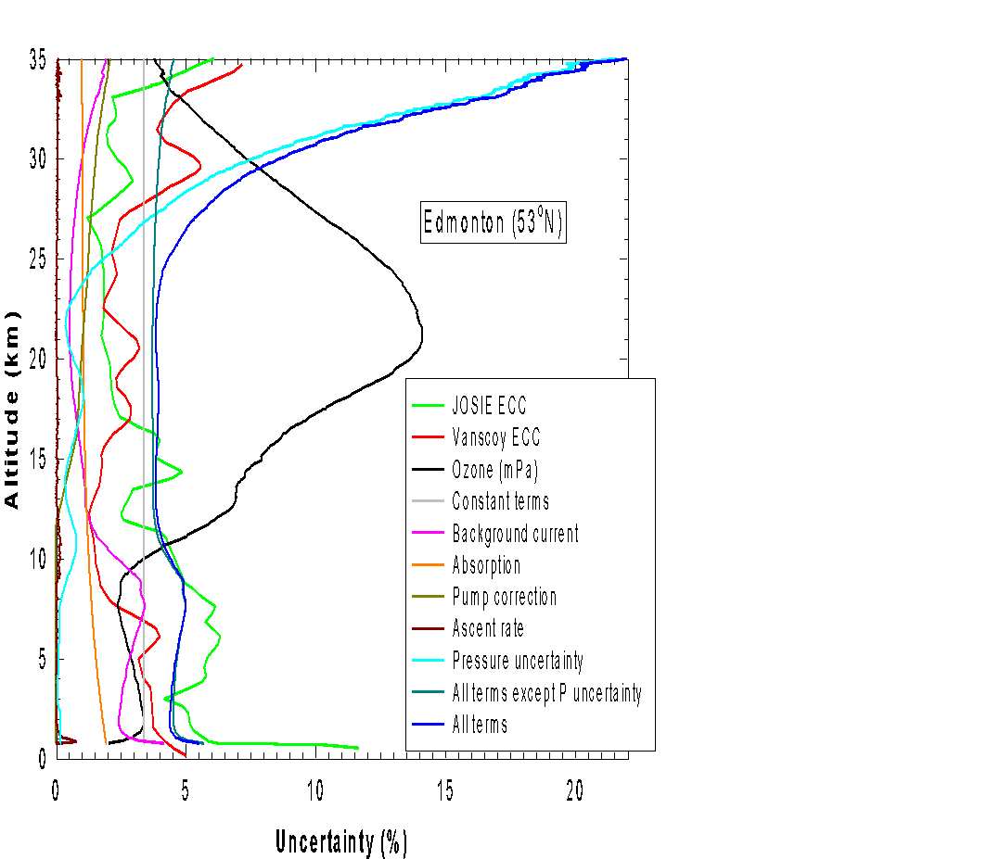 35
30
25
20
15
10
5
0
Altitude (km)
Edmonton (53°N)
JOSIE ECC
Vanscoy ECC
Ozone (mPa)
Constant terms
Background current
Absorption
Pump correction
Ascent rate
Pressure uncertainty
All terms except P uncertainty
All terms
0 5 10 15 20
Uncertainty (%)